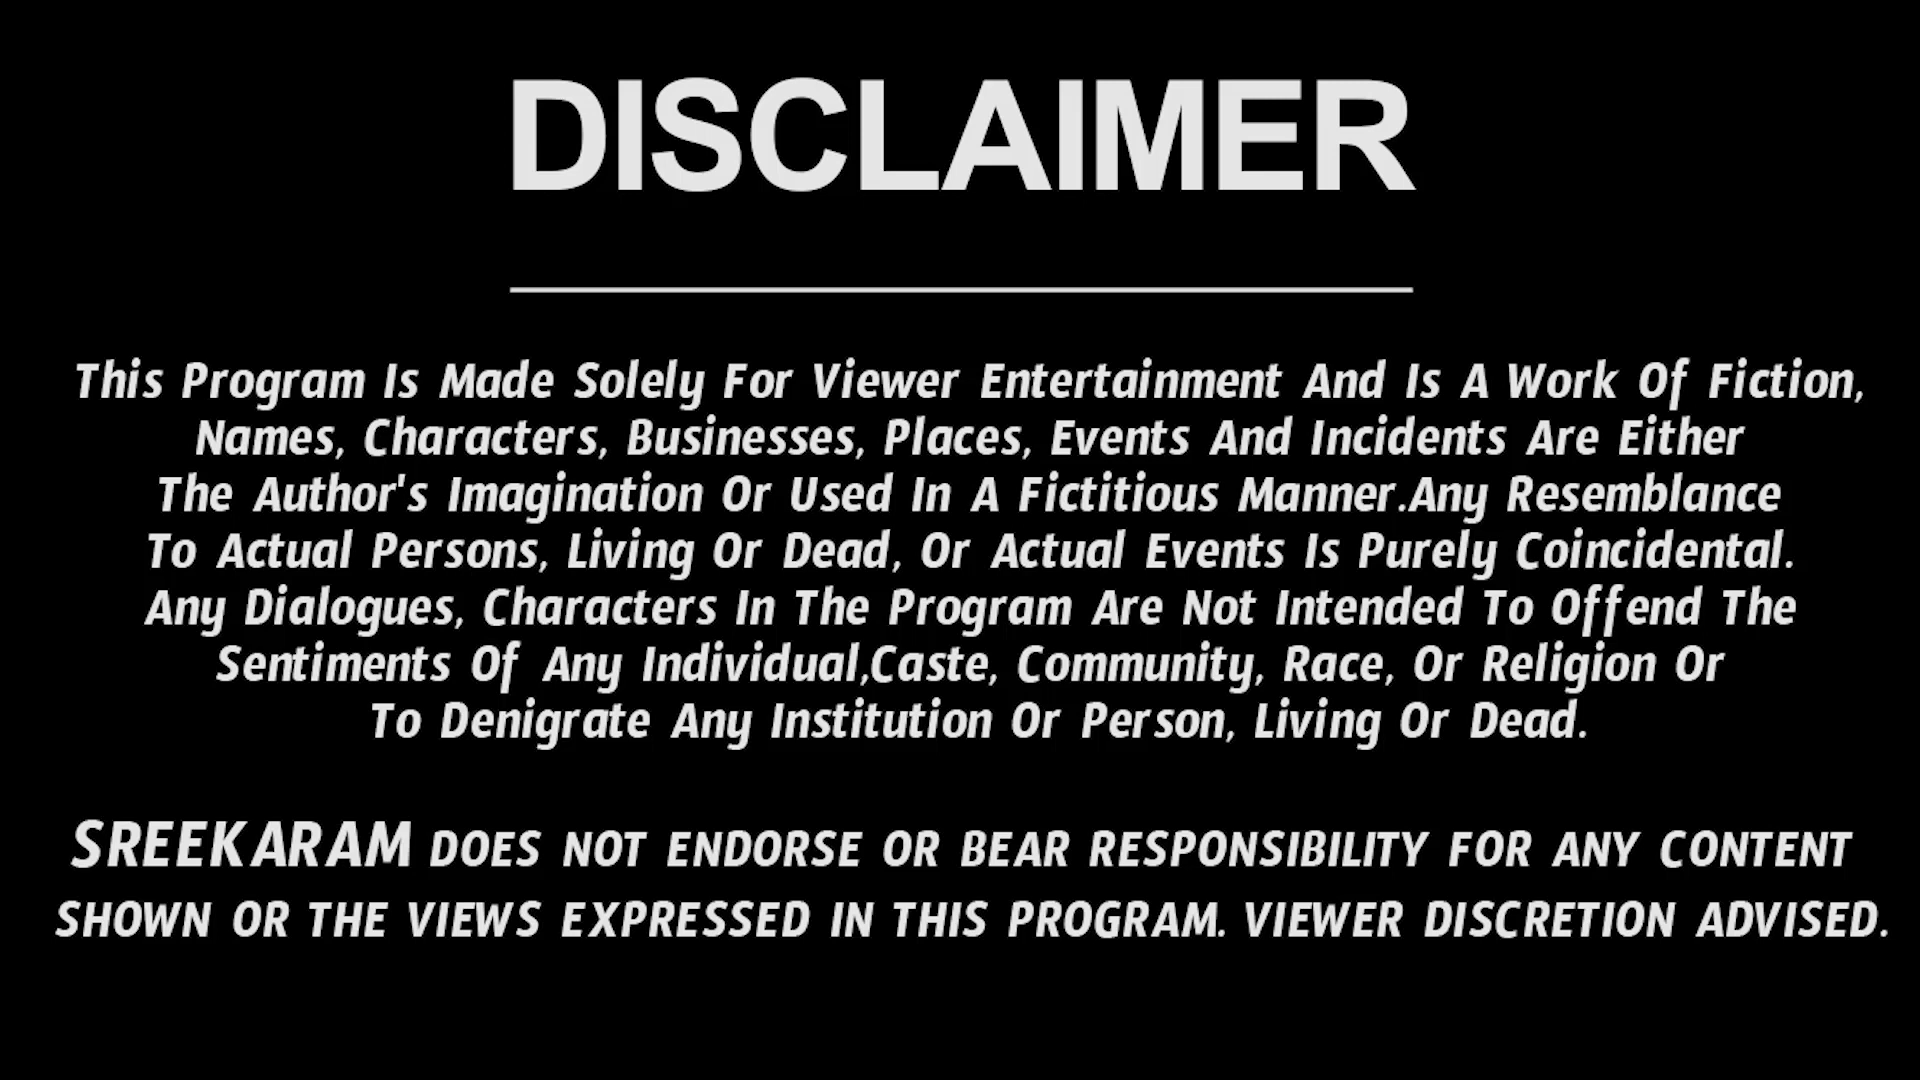 DISCLAIMER
This Program Is Made Solely For Viewer Entertainment And Is A Work Of Fiction,
Names, Characters, Businesses, Places, Events And Incidents Are Either
The Author's Imagination Or Used In A Fictitious Manner.Any Resemblance
To Actual Persons, Living Or Dead, Or Actual Events Is Purely Coincidental.
Any Dialogues, Characters In The Program Are Not Intended To Offend The
Sentiments Of Any Individual,Caste, Community, Race, Or Religion Or
To Denigrate Any Institution Or Person, Living Or Dead.
SREEKARAM DOES NOT ENDORSE OR BEAR RESPONSIBILITY FOR ANY CONTENT
SHOWN OR THE VIEWS EXPRESSED IN THIS PROGRAM. VIEWER DISCRETION ADVISED.